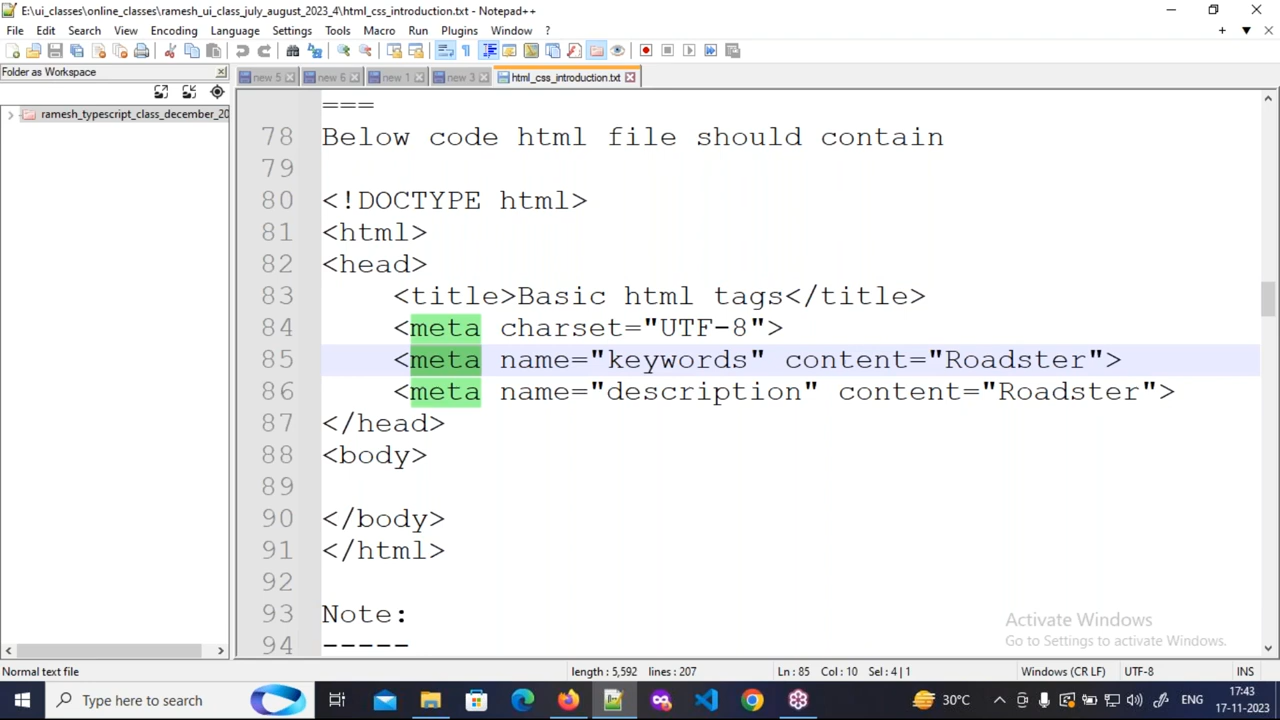 E:\ui_classes\online_classes\ramesh_ui_class_july_august_2023_4\html_css_introduction.txt - Notepad++
File Edit Search View Encoding Language Settings Tools Macro Run Plugins Window ?
Folder as Workspace
new 5 new 6 new 1 new 3 html_css_introduction.txt
ramesh_typescript_class_december_20
===
78 Below code html file should contain
79
80 <!DOCTYPE html>
81 <html>
82 <head>
83 <title>Basic html tags</title>
84 <meta charset="UTF-8">
85 <meta name="keywords" content="Roadster">
86 <meta name="description" content="Roadster">
87 </head>
88 <body>
89
90 </body>
91 </html>
92
93 Note:
94 -----
Activate Windows
Go to Settings to activate Windows.
Normal text file length : 5,592 lines : 207 Ln : 85 Col : 10 Sel : 4 | 1 Windows (CR LF) UTF-8 INS
Type here to search 30°C ENG 17:43
17-11-2023